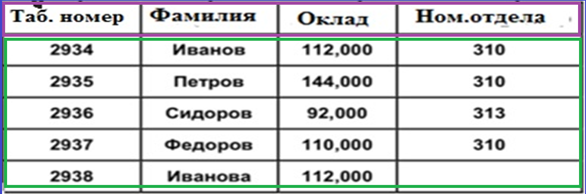 Таб. номер Фамилия Оклад Ном.отдела
2934 Иванов 112,000 310
2935 Петров 144,000 310
2936 Сидоров 92,000 313
2937 Федоров 110,000 310
2938 Иванова 112,000